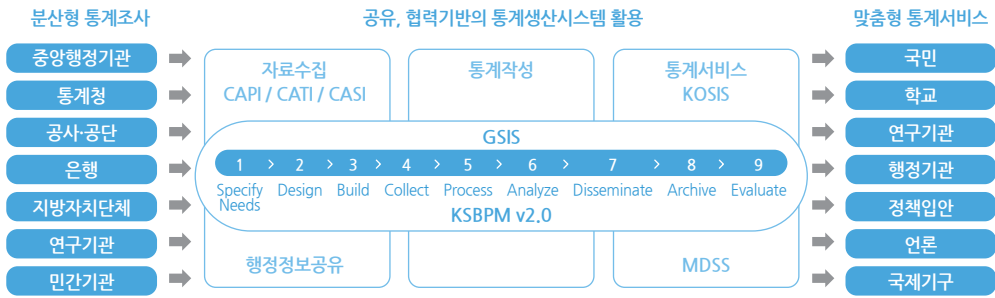 분산형 통계조사
공유, 협력기반의 통계생산시스템 활용
맞춤형 통계서비스
중앙행정기관
통계청
공사·공단
은행
지방자치단체
연구기관
민간기관
자료수집
CAPI / CATI / CASI
통계작성
통계서비스
KOSIS
GSIS
1 > 2 > 3 > 4 > 5 > 6 > 7 > 8 > 9
Specify Needs
Design
Build
Collect
Process
Analyze
Disseminate
Archive
Evaluate
KSBPM v2.0
행정정보공유
MDSS
국민
학교
연구기관
행정기관
정책입안
언론
국제기구